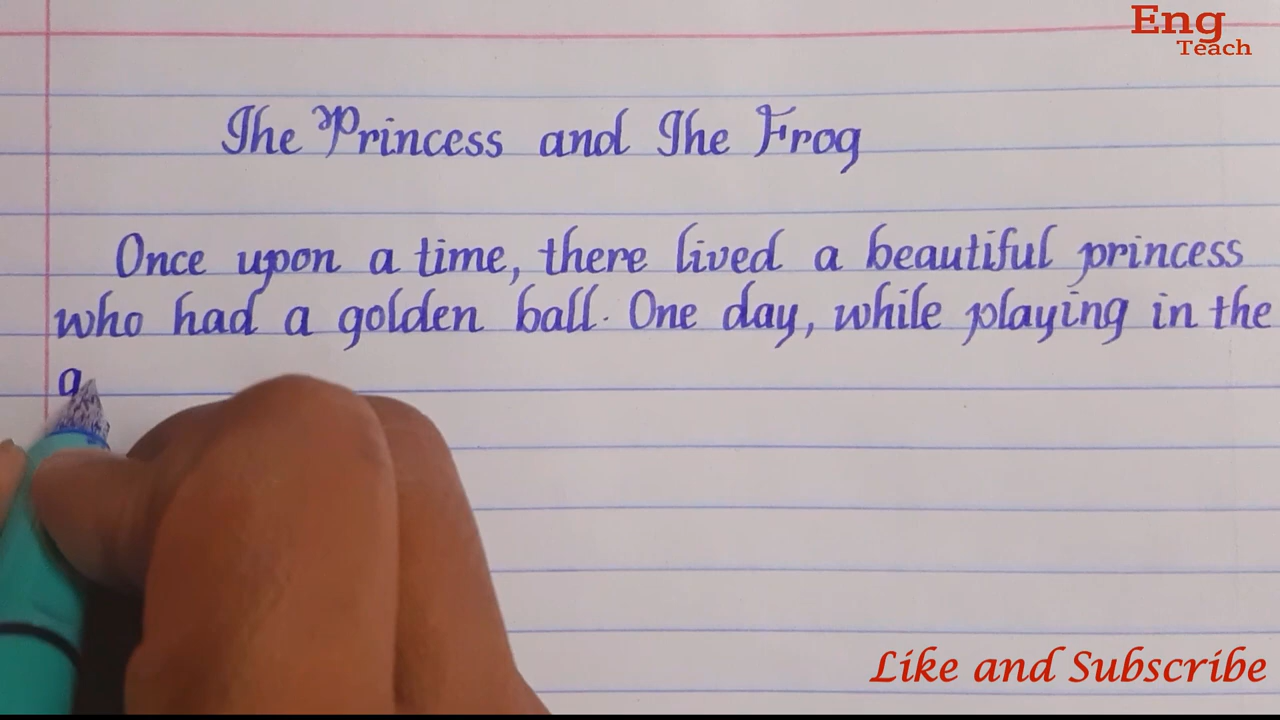 Eng
Teach
The Princess and The Frog
Once upon a time, there lived a beautiful princess
who had a golden ball. One day, while playing in the
Like and Subscribe